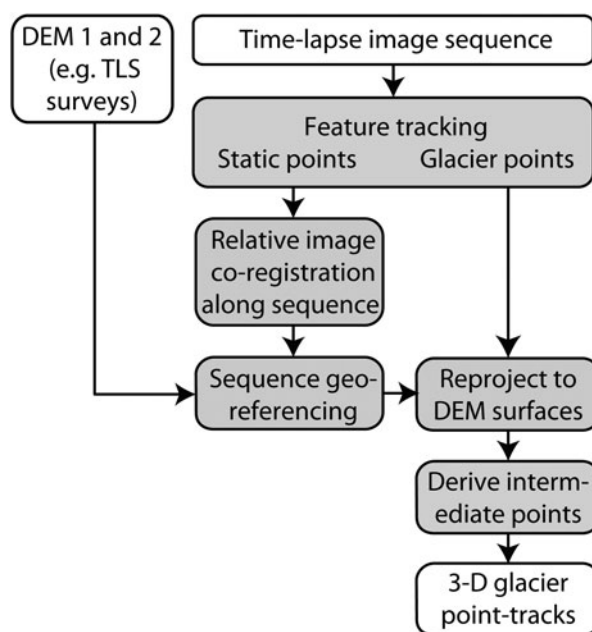 DEM 1 and 2
(e.g. TLS
surveys)
Time-lapse image sequence
Feature tracking
Static points
Glacier points
Relative image
co-registration
along sequence
Sequence geo-
referencing
Reproject to
DEM surfaces
Derive interm-
ediate points
3-D glacier
point-tracks